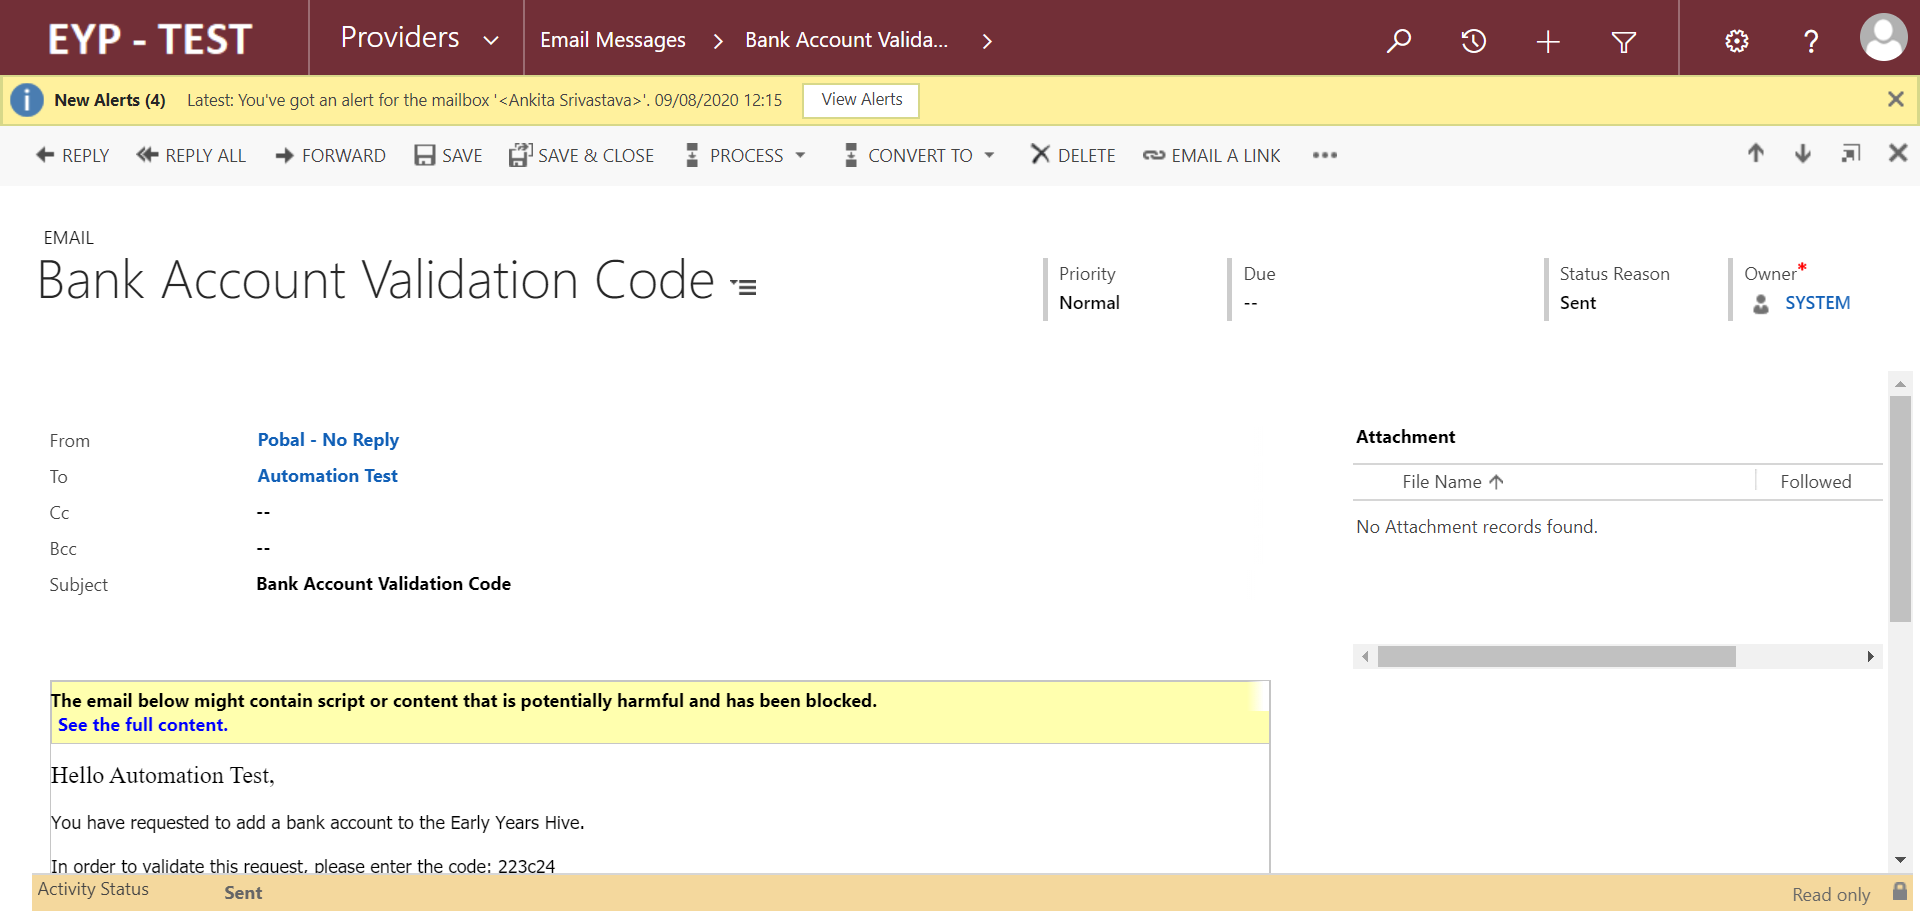 EYP - TEST
Providers
Email Messages
Bank Account Valida...
New Alerts (4)
Latest: You've got an alert for the mailbox '<Ankita Srivastava>'. 09/08/2020 12:15
View Alerts
REPLY
REPLY ALL
FORWARD
SAVE
SAVE & CLOSE
PROCESS
CONVERT TO
DELETE
EMAIL A LINK
EMAIL
Bank Account Validation Code
Priority
Normal
Due
--
Status Reason
Sent
Owner*
SYSTEM
From
Pobal - No Reply
To
Automation Test
Cc
--
Bcc
--
Subject
Bank Account Validation Code
Attachment
File Name
Followed
No Attachment records found.
The email below might contain script or content that is potentially harmful and has been blocked.
See the full content.
Hello Automation Test,
You have requested to add a bank account to the Early Years Hive.
In order to validate this request, please enter the code: 223c24
Activity Status
Sent
Read only